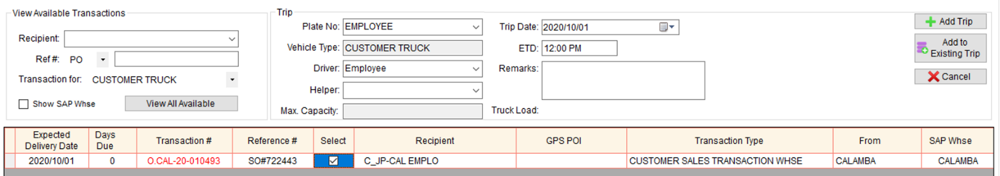 View Available Transactions
Recipient:
Ref #: PO
Transaction for: CUSTOMER TRUCK
Show SAP Whse View All Available
Trip
Plate No: EMPLOYEE
Vehicle Type: CUSTOMER TRUCK
Driver: Employee
Helper:
Max. Capacity:
Trip Date: 2020/10/01
ETD: 12:00 PM
Remarks:
Truck Load:
Add Trip
Add to
Existing Trip
Cancel
Expected Delivery Date Days Due Transaction # Reference # Select Recipient GPS POI Transaction Type From SAP Whse
2020/10/01 0 O.CAL-20-010493 SO#722443 C_JP-CAL EMPLO CUSTOMER SALES TRANSACTION WHSE CALAMBA CALAMBA